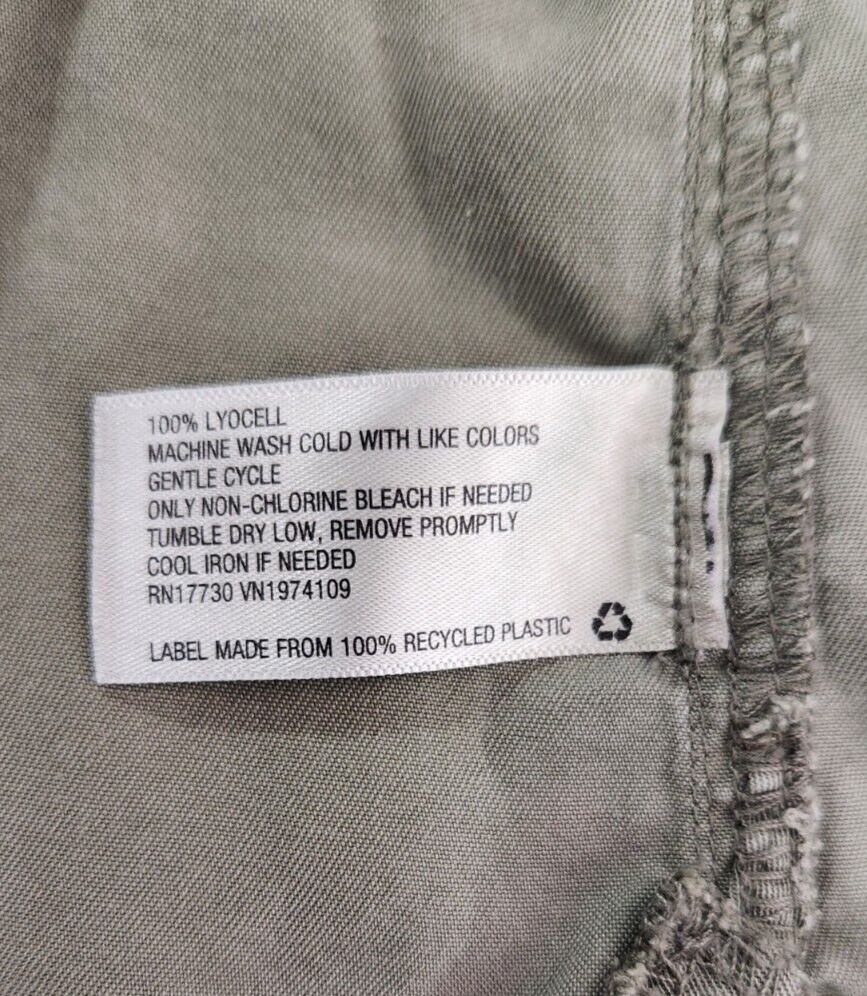 100% LYOCELL
MACHINE WASH COLD WITH LIKE COLORS
GENTLE CYCLE
ONLY NON-CHLORINE BLEACH IF NEEDED
TUMBLE DRY LOW, REMOVE PROMPTLY
COOL IRON IF NEEDED
RN17730 VN1974109
LABEL MADE FROM 100% RECYCLED PLASTIC